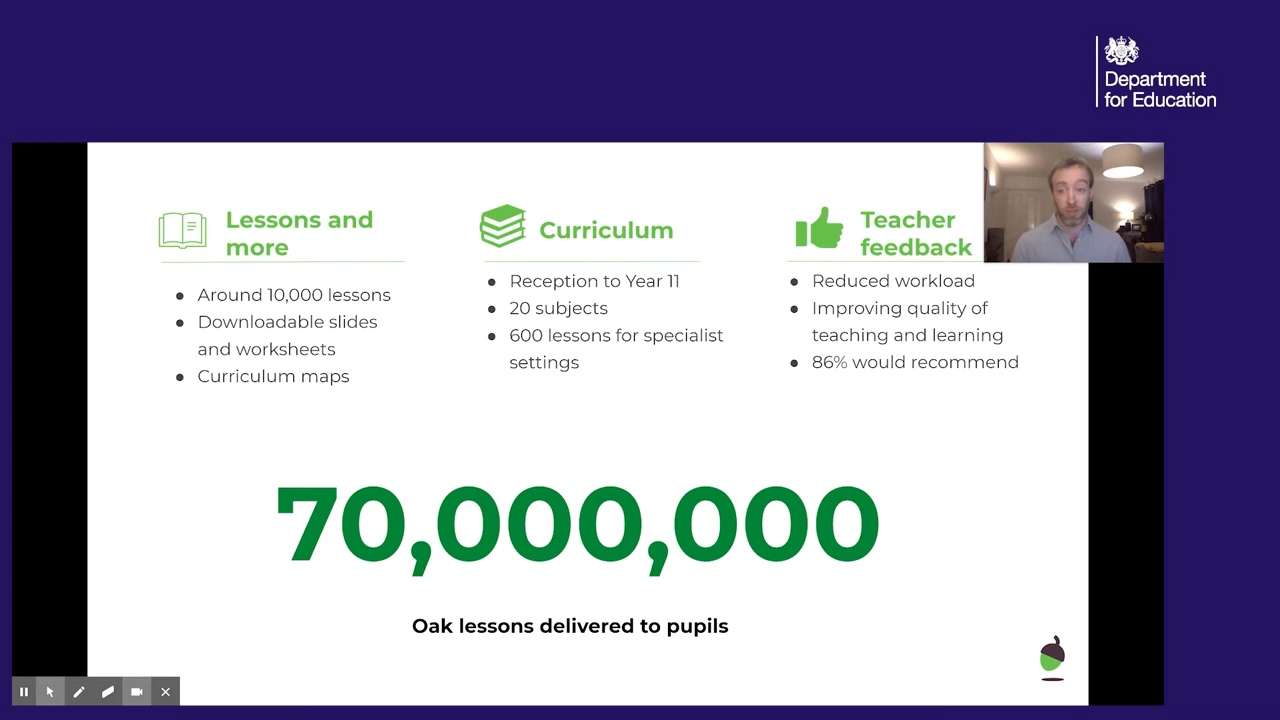 Department
for Education
Lessons and
more
● Around 10,000 lessons
● Downloadable slides
and worksheets
● Curriculum maps
Curriculum
● Reception to Year 11
● 20 subjects
● 600 lessons for specialist
settings
Teacher
feedback
● Reduced workload
● Improving quality of
teaching and learning
● 86% would recommend
70,000,000
Oak lessons delivered to pupils